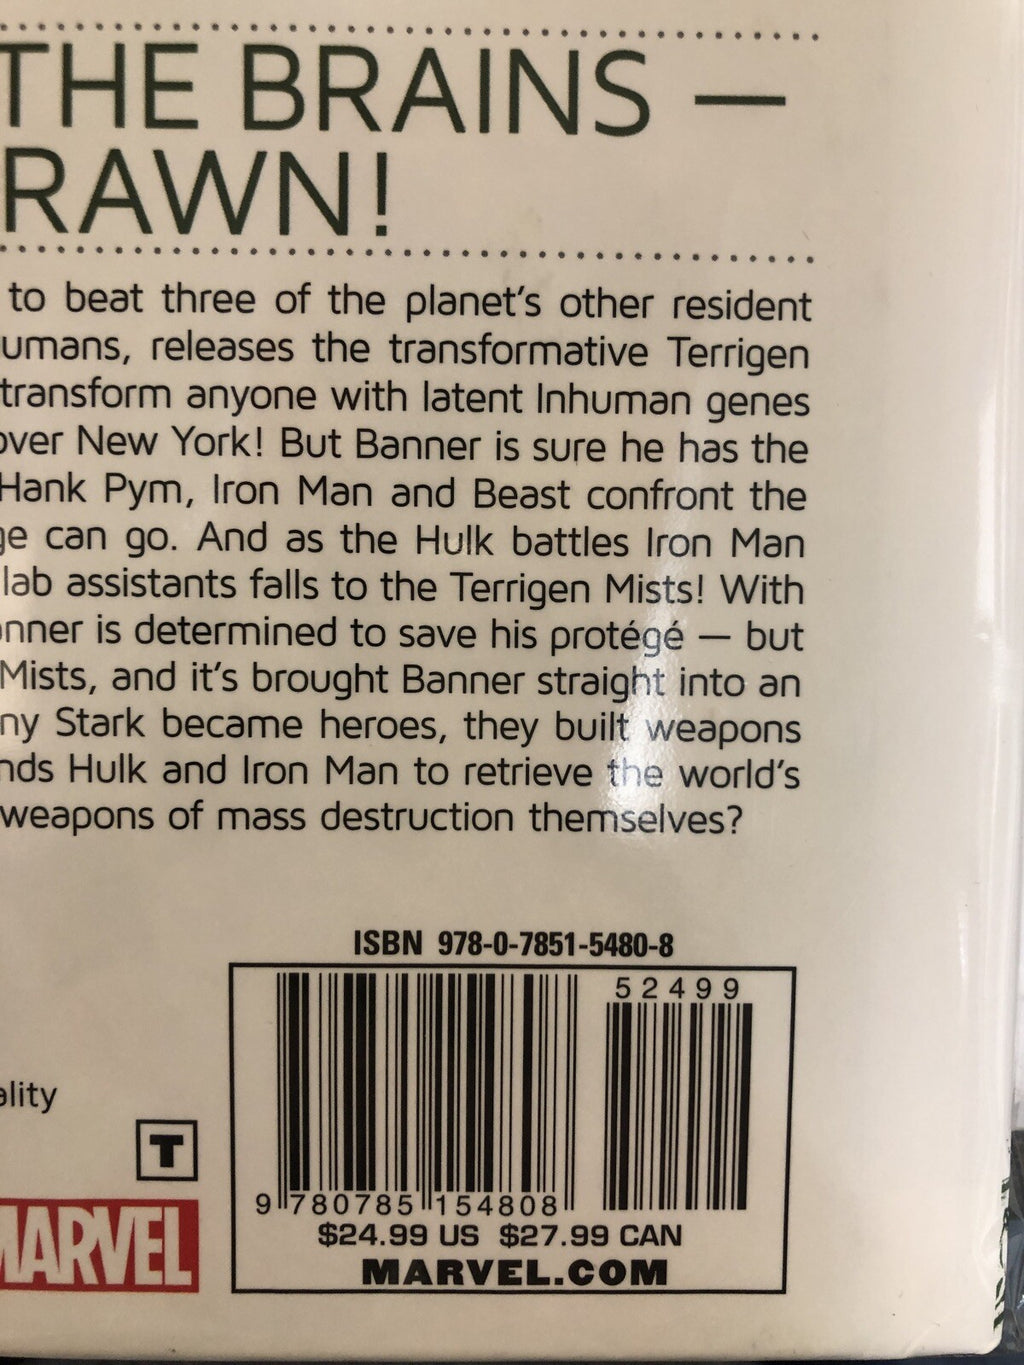 THE BRAINS —
RAWN!
to beat three of the planet's other resident
umans, releases the transformative Terrigen
transform anyone with latent Inhuman genes
over New York! But Banner is sure he has the
Hank Pym, Iron Man and Beast confront the
ge can go. And as the Hulk battles Iron Man
lab assistants falls to the Terrigen Mists! With
nner is determined to save his protégé — but
Mists, and it's brought Banner straight into an
ny Stark became heroes, they built weapons
nds Hulk and Iron Man to retrieve the world's
weapons of mass destruction themselves?
ISBN 978-0-7851-5480-8
52499
ality
T
9 780785 154808
$24.99 US $27.99 CAN
MARVEL
MARVEL.COM